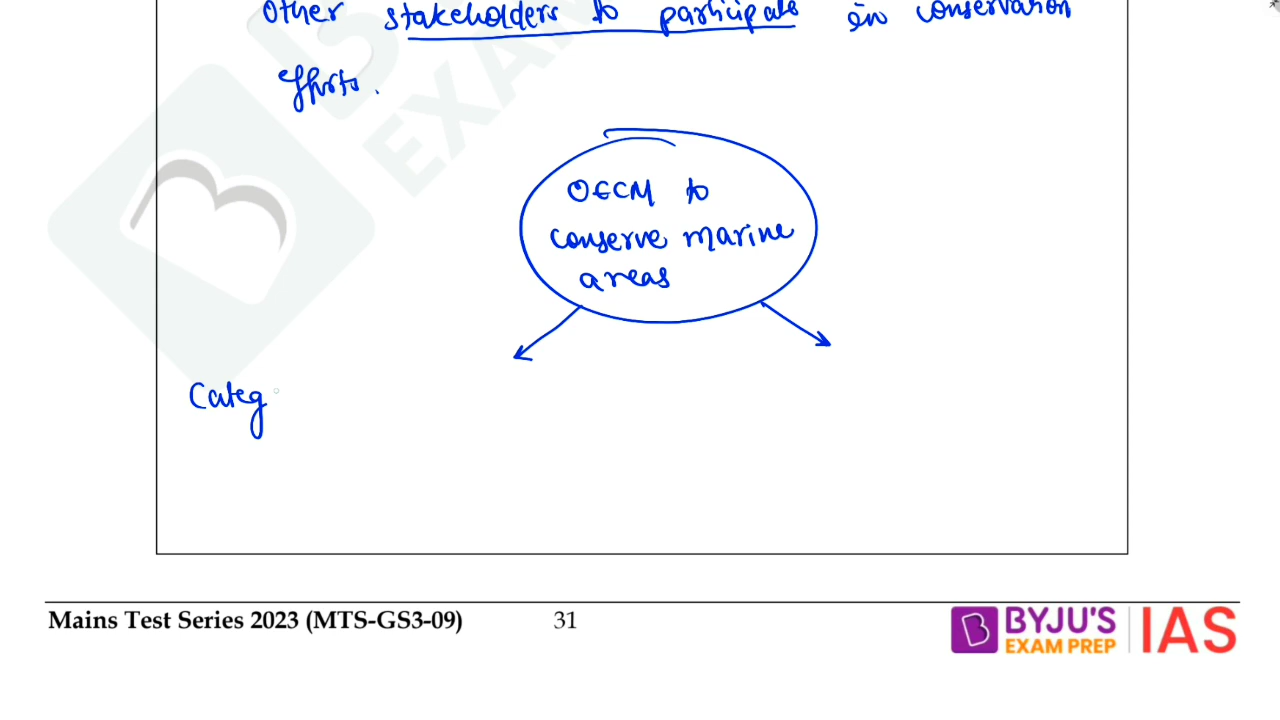 Other stakeholders to participate in conservation
efforts.
OECM to
conserve marine
areas
Categ
Mains Test Series 2023 (MTS-GS3-09) 31
BYJU'S IAS
EXAM PREP